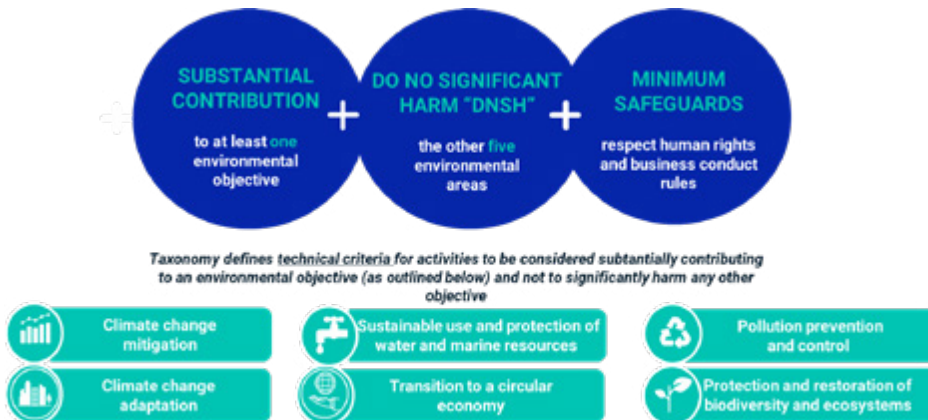 SUBSTANTIAL
CONTRIBUTION
to at least one
environmental
objective
DO NO SIGNIFICANT
HARM "DNSH"
the other five
environmental
areas
MINIMUM
SAFEGUARDS
respect human rights
and business conduct
rules
Taxonomy defines technical criteria for activities to be considered substantially contributing
to an environmental objective (as outlined below) and not to significantly harm any other
objective
Climate change
mitigation
Sustainable use and protection of
water and marine resources
Pollution prevention
and control
Climate change
adaptation
Transition to a circular
economy
Protection and restoration of
biodiversity and ecosystems